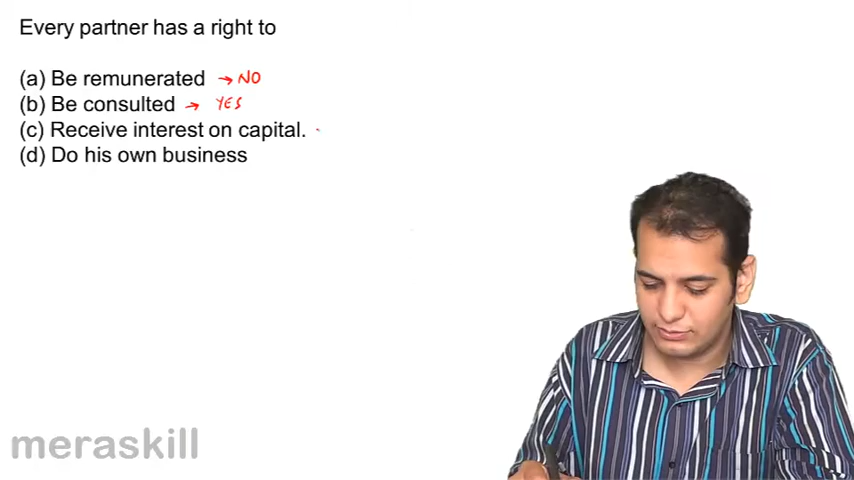 Every partner has a right to
(a) Be remunerated → NO
(b) Be consulted → YES
(c) Receive interest on capital.
(d) Do his own business
meraskill